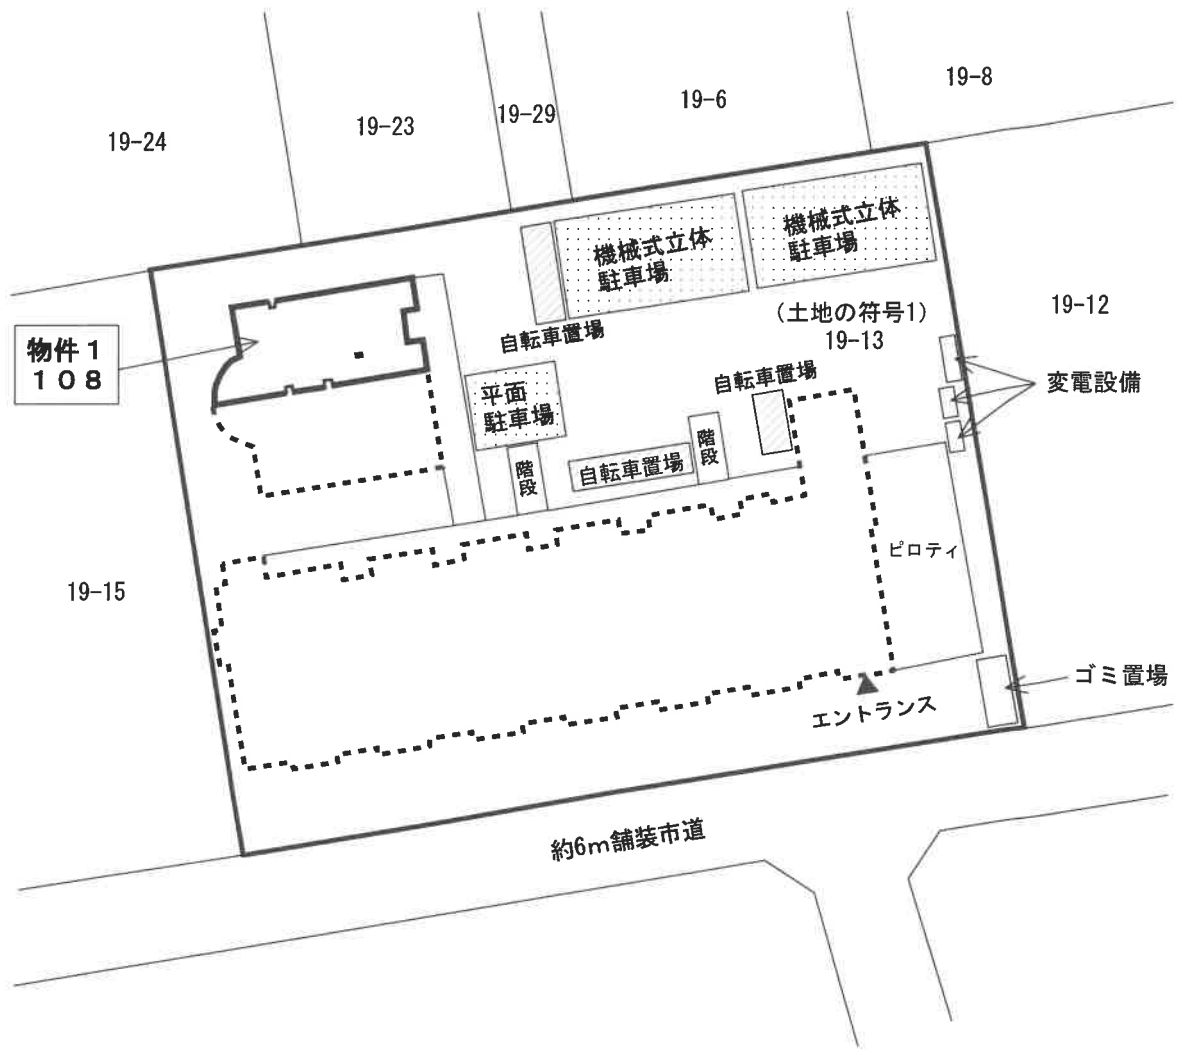 19-8
19-6
19-29
19-23
19-24
機械式立体
駐車場
機械式立体
駐車場
(土地の符号1)
19-13
19-12
自転車置場
物件1
108
自転車置場
変電設備
平面
駐車場
階段
自転車置場
階段
ピロティ
19-15
ゴミ置場
エントランス
約6m舗装市道